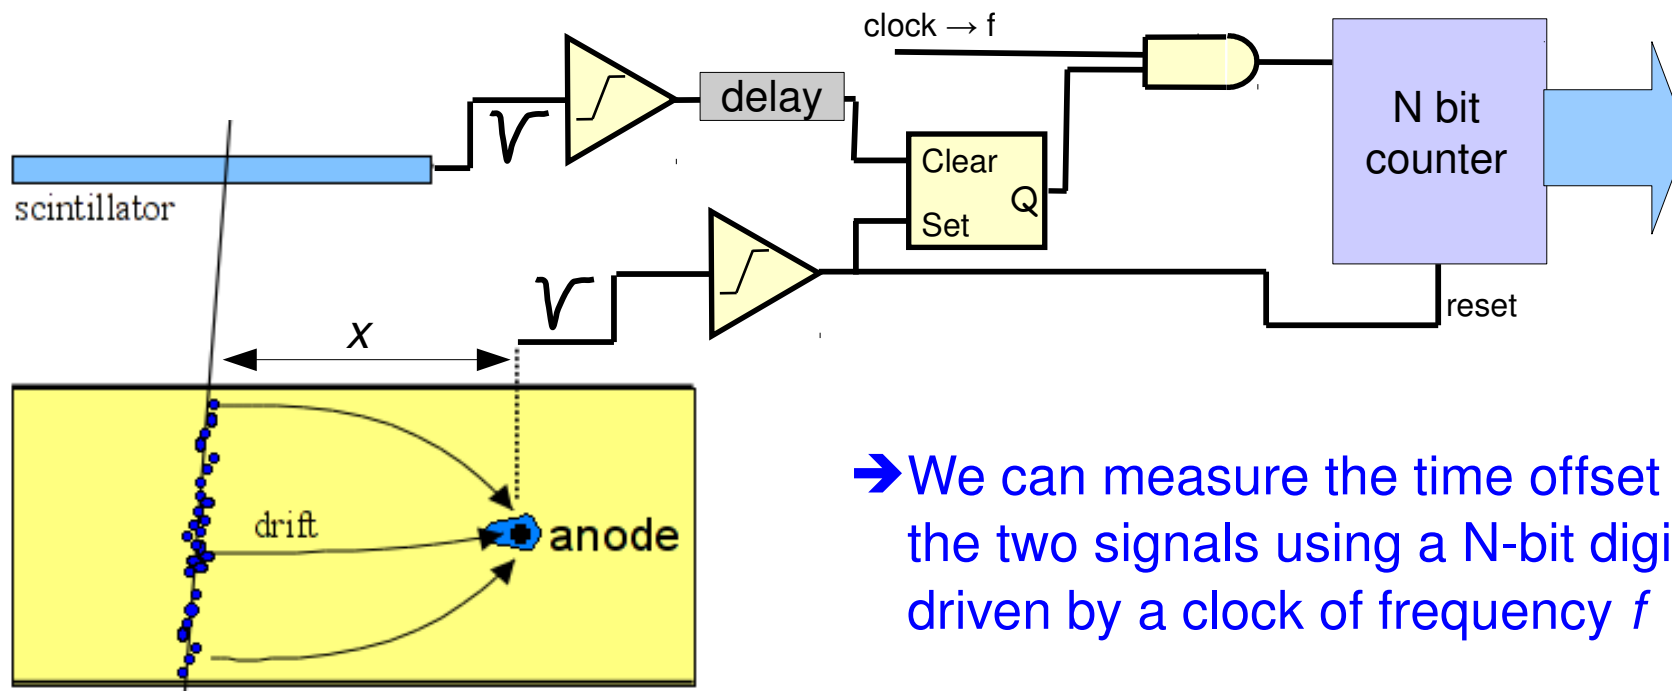 clock → f
delay
N bit
counter
Clear
Q
Set
scintillator
reset
x
drift
anode
➔ We can measure the time offset
the two signals using a N-bit digi
driven by a clock of frequency f